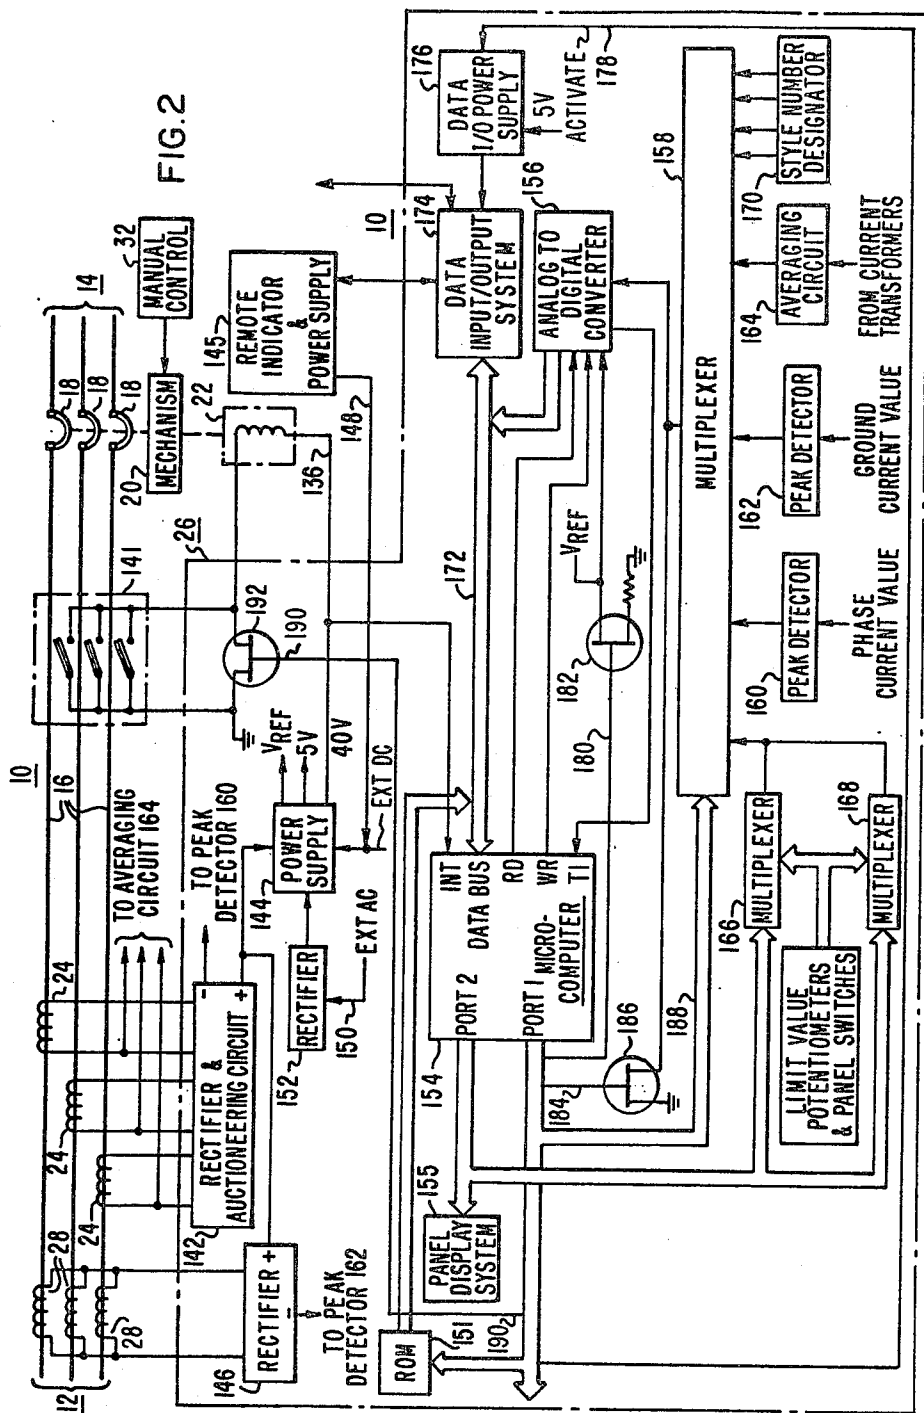 FIG.2
10
12
28
28
24
24
24
16
TO AVERAGING
CIRCUIT 164
141
18
18
18
14
20
MECHANISM
32
MANUAL
CONTROL
22
136
26
142
RECTIFIER &
AUCTIONEERING CIRCUIT
-
+
TO PEAK
DETECTOR 160
146
RECTIFIER +
-
TO PEAK
DETECTOR 162
144
POWER
SUPPLY
VREF
5V
40V
152
RECTIFIER
150
EXT AC
EXT DC
192
190
145
REMOTE
INDICATOR
&
POWER SUPPLY
148
10
174
DATA
INPUT/OUTPUT
SYSTEM
176
DATA
I/O POWER
SUPPLY
5V
ACTIVATE
178
156
ANALOG TO
DIGITAL
CONVERTER
172
VREF
182
180
154
INT
DATA BUS
RD
WR
T1
PORT 2
PORT 1
MICRO-
COMPUTER
155
PANEL
DISPLAY
SYSTEM
151
ROM
190
184
186
188
158
MULTIPLEXER
166
MULTIPLEXER
168
MULTIPLEXER
LIMIT VALUE
POTENTIOMETERS
& PANEL SWITCHES
160
PEAK DETECTOR
PHASE
CURRENT VALUE
162
PEAK DETECTOR
GROUND
CURRENT VALUE
164
AVERAGING
CIRCUIT
FROM CURRENT
TRANSFORMERS
170
STYLE NUMBER
DESIGNATOR